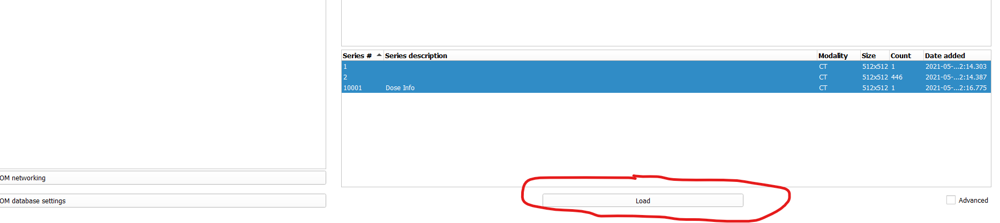 Series # Series description Modality Size Count Date added
1 CT 512x512 1 2021-05-...2:14.303
2 CT 512x512 446 2021-05-...2:14.387
10001 Dose Info CT 512x512 1 2021-05-...2:16.775
OM networking
OM database settings
Load
Advanced